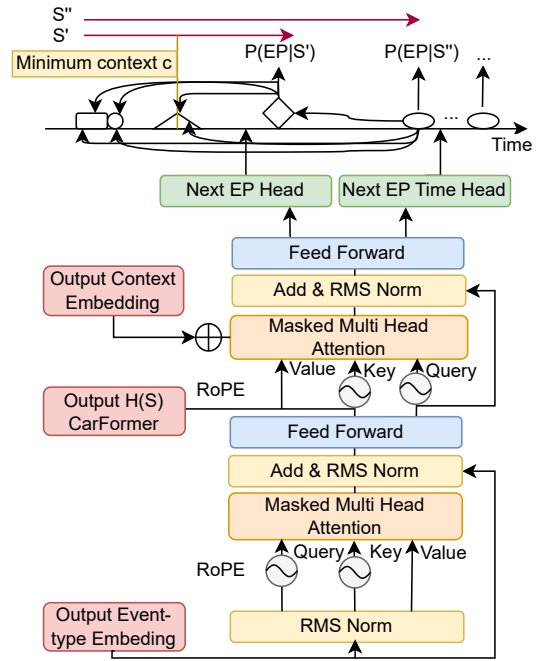 S''
S'
Minimum context c
P(EP|S')
P(EP|S'')
...
...
Time
Next EP Head
Next EP Time Head
Feed Forward
Output Context
Embedding
Add & RMS Norm
Masked Multi Head
Attention
Value
Key
Query
RoPE
Output H(S)
CarFormer
Feed Forward
Add & RMS Norm
Masked Multi Head
Attention
Query
Key
Value
RoPE
Output Event-
type Embeding
RMS Norm